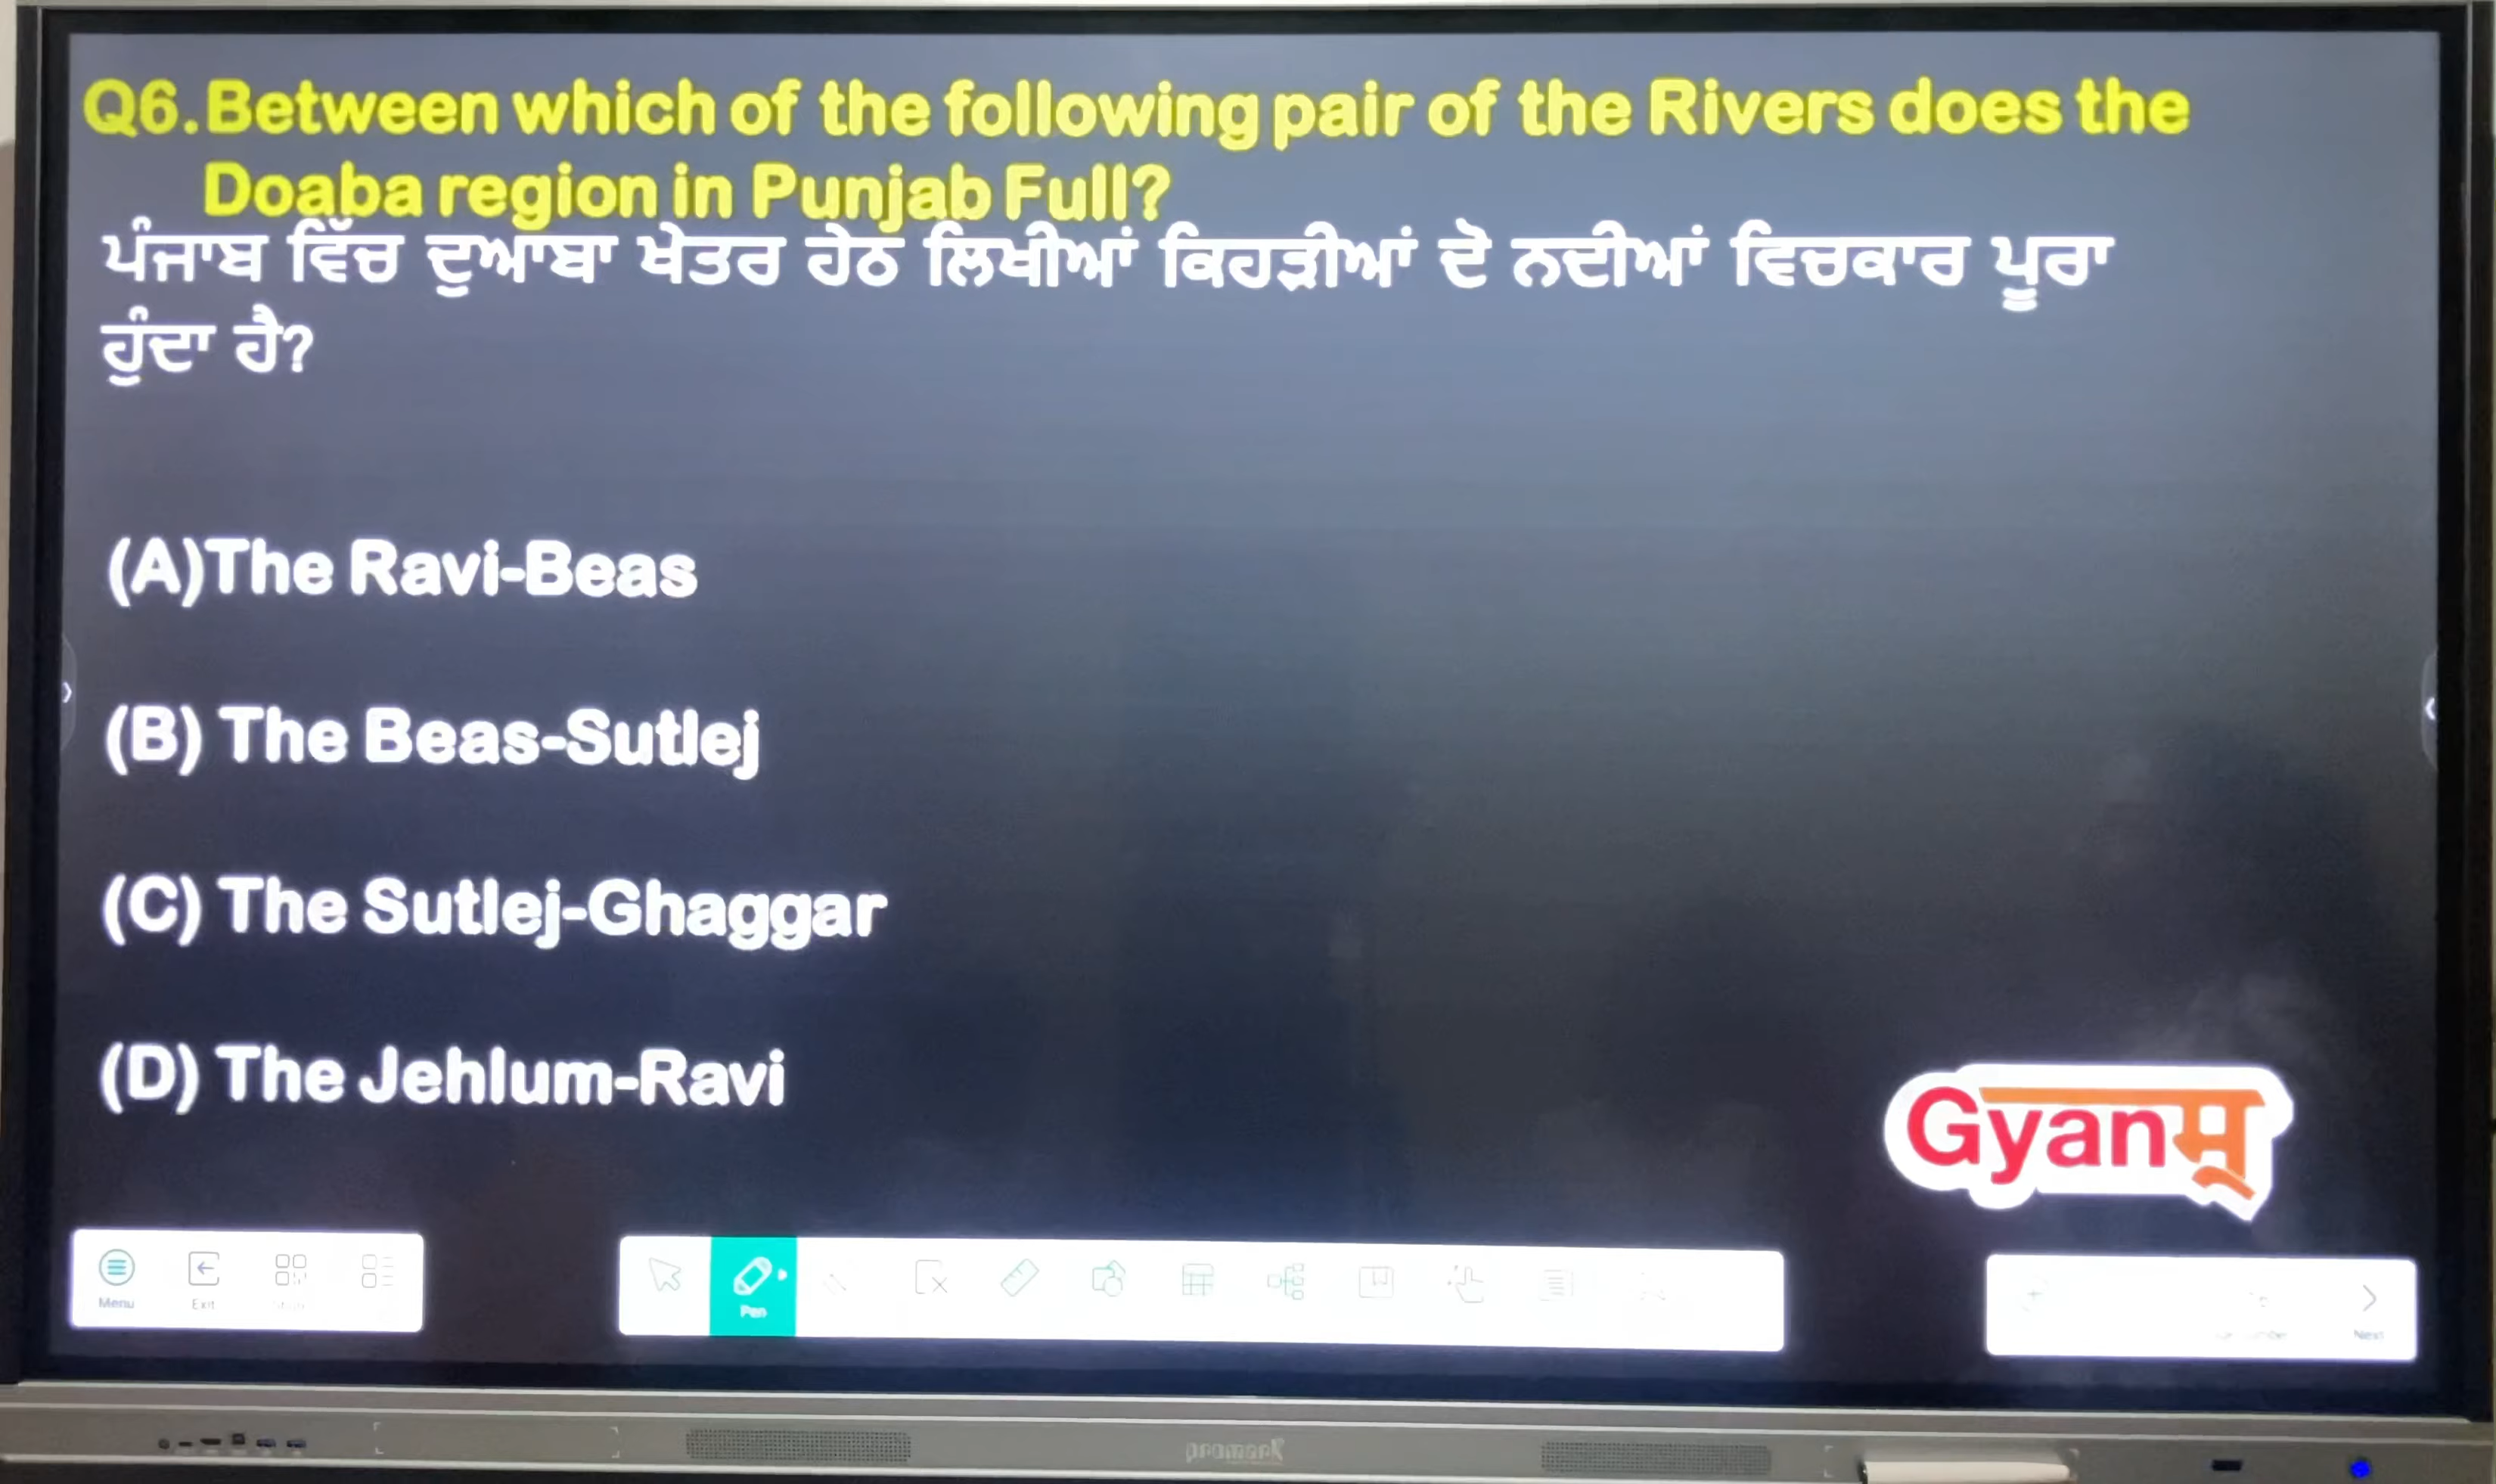 Q6.Between which of the following pair of the Rivers does the
Doaba region in Punjab Full?
ਪੰਜਾਬ ਵਿੱਚ ਦੁਆਬਾ ਖੇਤਰ ਹੇਠ ਲਿਖੀਆਂ ਕਿਹੜੀਆਂ ਦੋ ਨਦੀਆਂ ਵਿਚਕਾਰ ਪੂਰਾ
ਹੁੰਦਾ ਹੈ?
(A)The Ravi-Beas
(B) The Beas-Sutlej
(C) The Sutlej-Ghaggar
(D) The Jehlum-Ravi
Gyanम्
Menu Exit
Pen
Next
promark